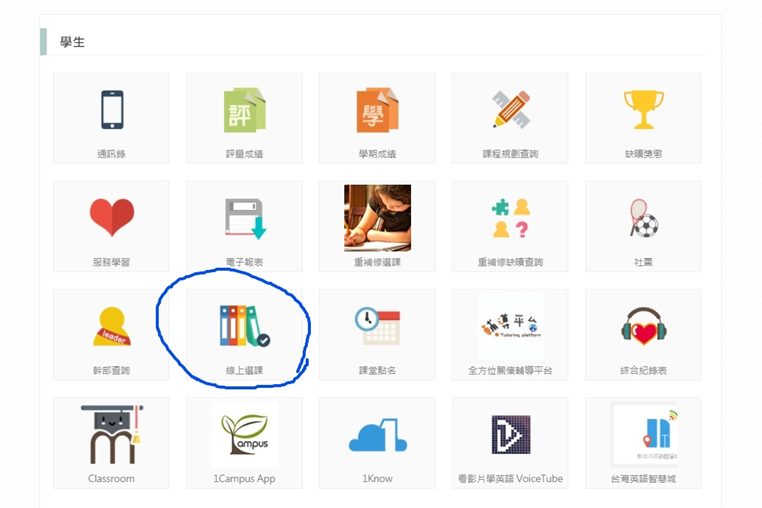 學生
通訊錄
評
評量成績
學
學期成績
課程規劃查詢
缺曠獎懲
服務學習
電子報表
重補修選課
重補修缺曠查詢
社團
leader
幹部查詢
線上選課
課堂點名
輔導平台
Tutoring platform
全方位關懷輔導平台
綜合紀錄表
Classroom
Campus
1Campus App
1Know
看影片學英語 VoiceTube
台灣英語智慧城